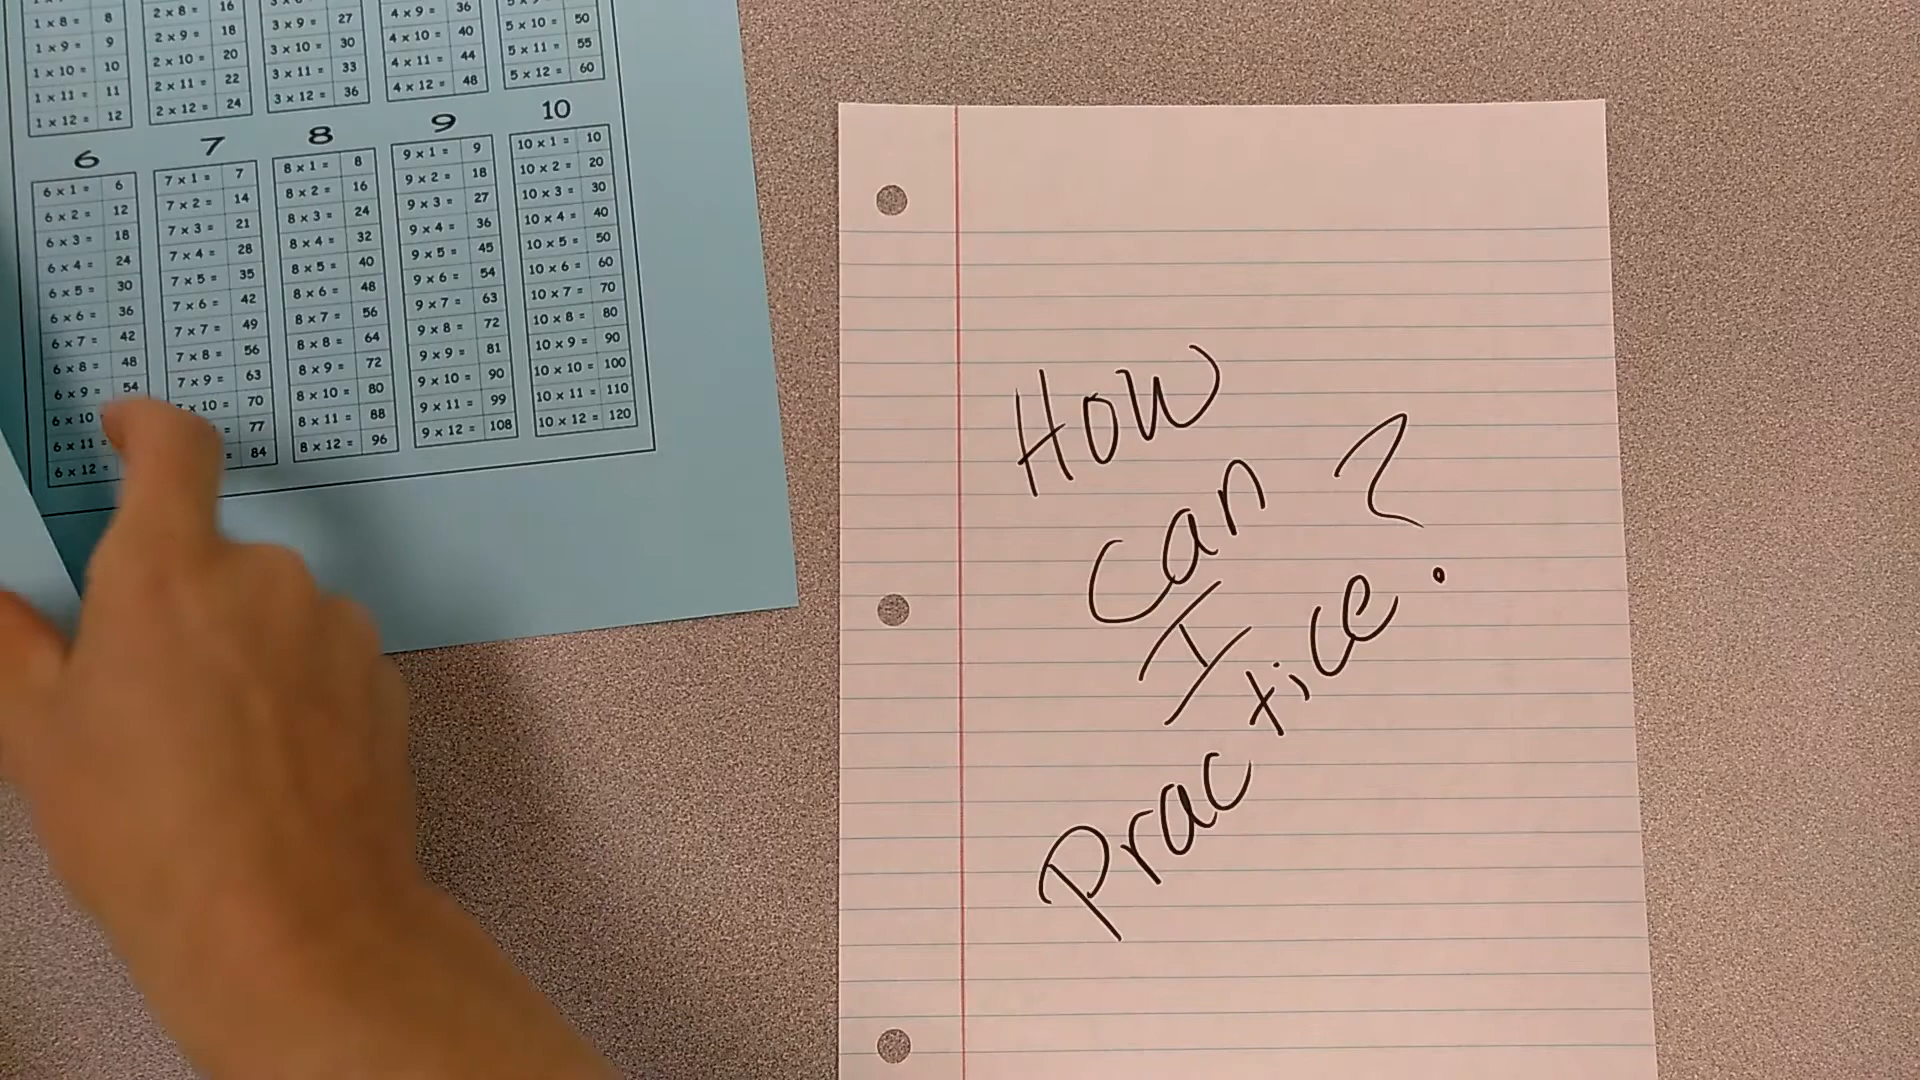 1 x 8 = 8
1 x 9 = 9
1 x 10 = 10
1 x 11 = 11
1 x 12 = 12
2 x 8 = 16
2 x 9 = 18
2 x 10 = 20
2 x 11 = 22
2 x 12 = 24
3 x 9 = 27
3 x 10 = 30
3 x 11 = 33
3 x 12 = 36
4 x 9 = 36
4 x 10 = 40
4 x 11 = 44
4 x 12 = 48
5 x 10 = 50
5 x 11 = 55
5 x 12 = 60
6
6 x 1 = 6
6 x 2 = 12
6 x 3 = 18
6 x 4 = 24
6 x 5 = 30
6 x 6 = 36
6 x 7 = 42
6 x 8 = 48
6 x 9 = 54
6 x 10
6 x 11 =
6 x 12 =
7
7 x 1 = 7
7 x 2 = 14
7 x 3 = 21
7 x 4 = 28
7 x 5 = 35
7 x 6 = 42
7 x 7 = 49
7 x 8 = 56
7 x 9 = 63
x 10 = 70
= 77
= 84
8
8 x 1 = 8
8 x 2 = 16
8 x 3 = 24
8 x 4 = 32
8 x 5 = 40
8 x 6 = 48
8 x 7 = 56
8 x 8 = 64
8 x 9 = 72
8 x 10 = 80
8 x 11 = 88
8 x 12 = 96
9
9 x 1 = 9
9 x 2 = 18
9 x 3 = 27
9 x 4 = 36
9 x 5 = 45
9 x 6 = 54
9 x 7 = 63
9 x 8 = 72
9 x 9 = 81
9 x 10 = 90
9 x 11 = 99
9 x 12 = 108
10
10 x 1 = 10
10 x 2 = 20
10 x 3 = 30
10 x 4 = 40
10 x 5 = 50
10 x 6 = 60
10 x 7 = 70
10 x 8 = 80
10 x 9 = 90
10 x 10 = 100
10 x 11 = 110
10 x 12 = 120
How
can
I
Practice?